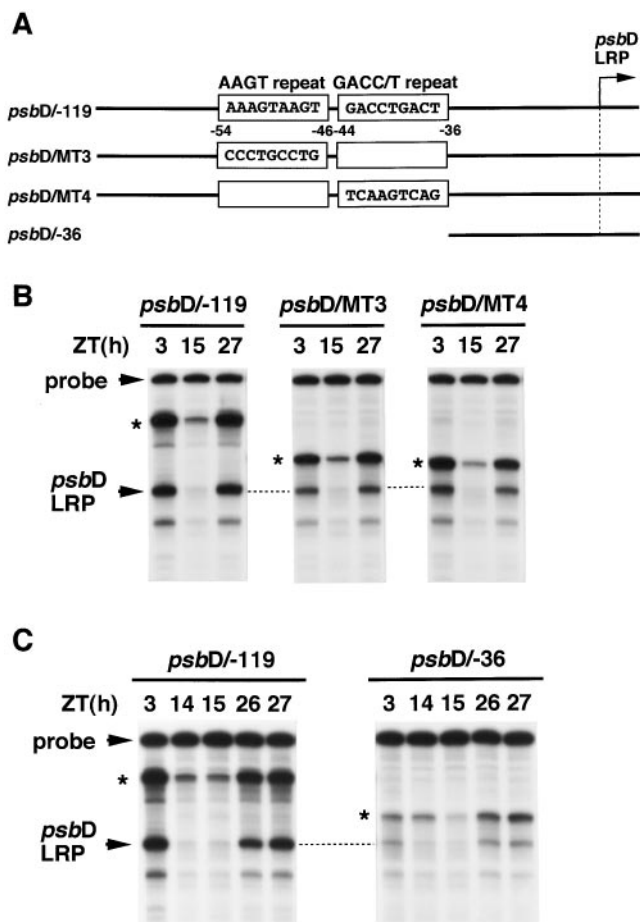 A
psbD
LRP
AAGT repeat GACC/T repeat
psbD/-119 AAAGTAAGT GACCTGACT
-54 -46 -44 -36
psbD/MT3 CCCTGCCTG
psbD/MT4 TCAAGTCAG
psbD/-36
B
psbD/-119 psbD/MT3 psbD/MT4
ZT(h) 3 15 27 3 15 27 3 15 27
probe
*
* *
psbD
LRP
C
psbD/-119 psbD/-36
ZT(h) 3 14 15 26 27 3 14 15 26 27
probe
*
*
psbD
LRP